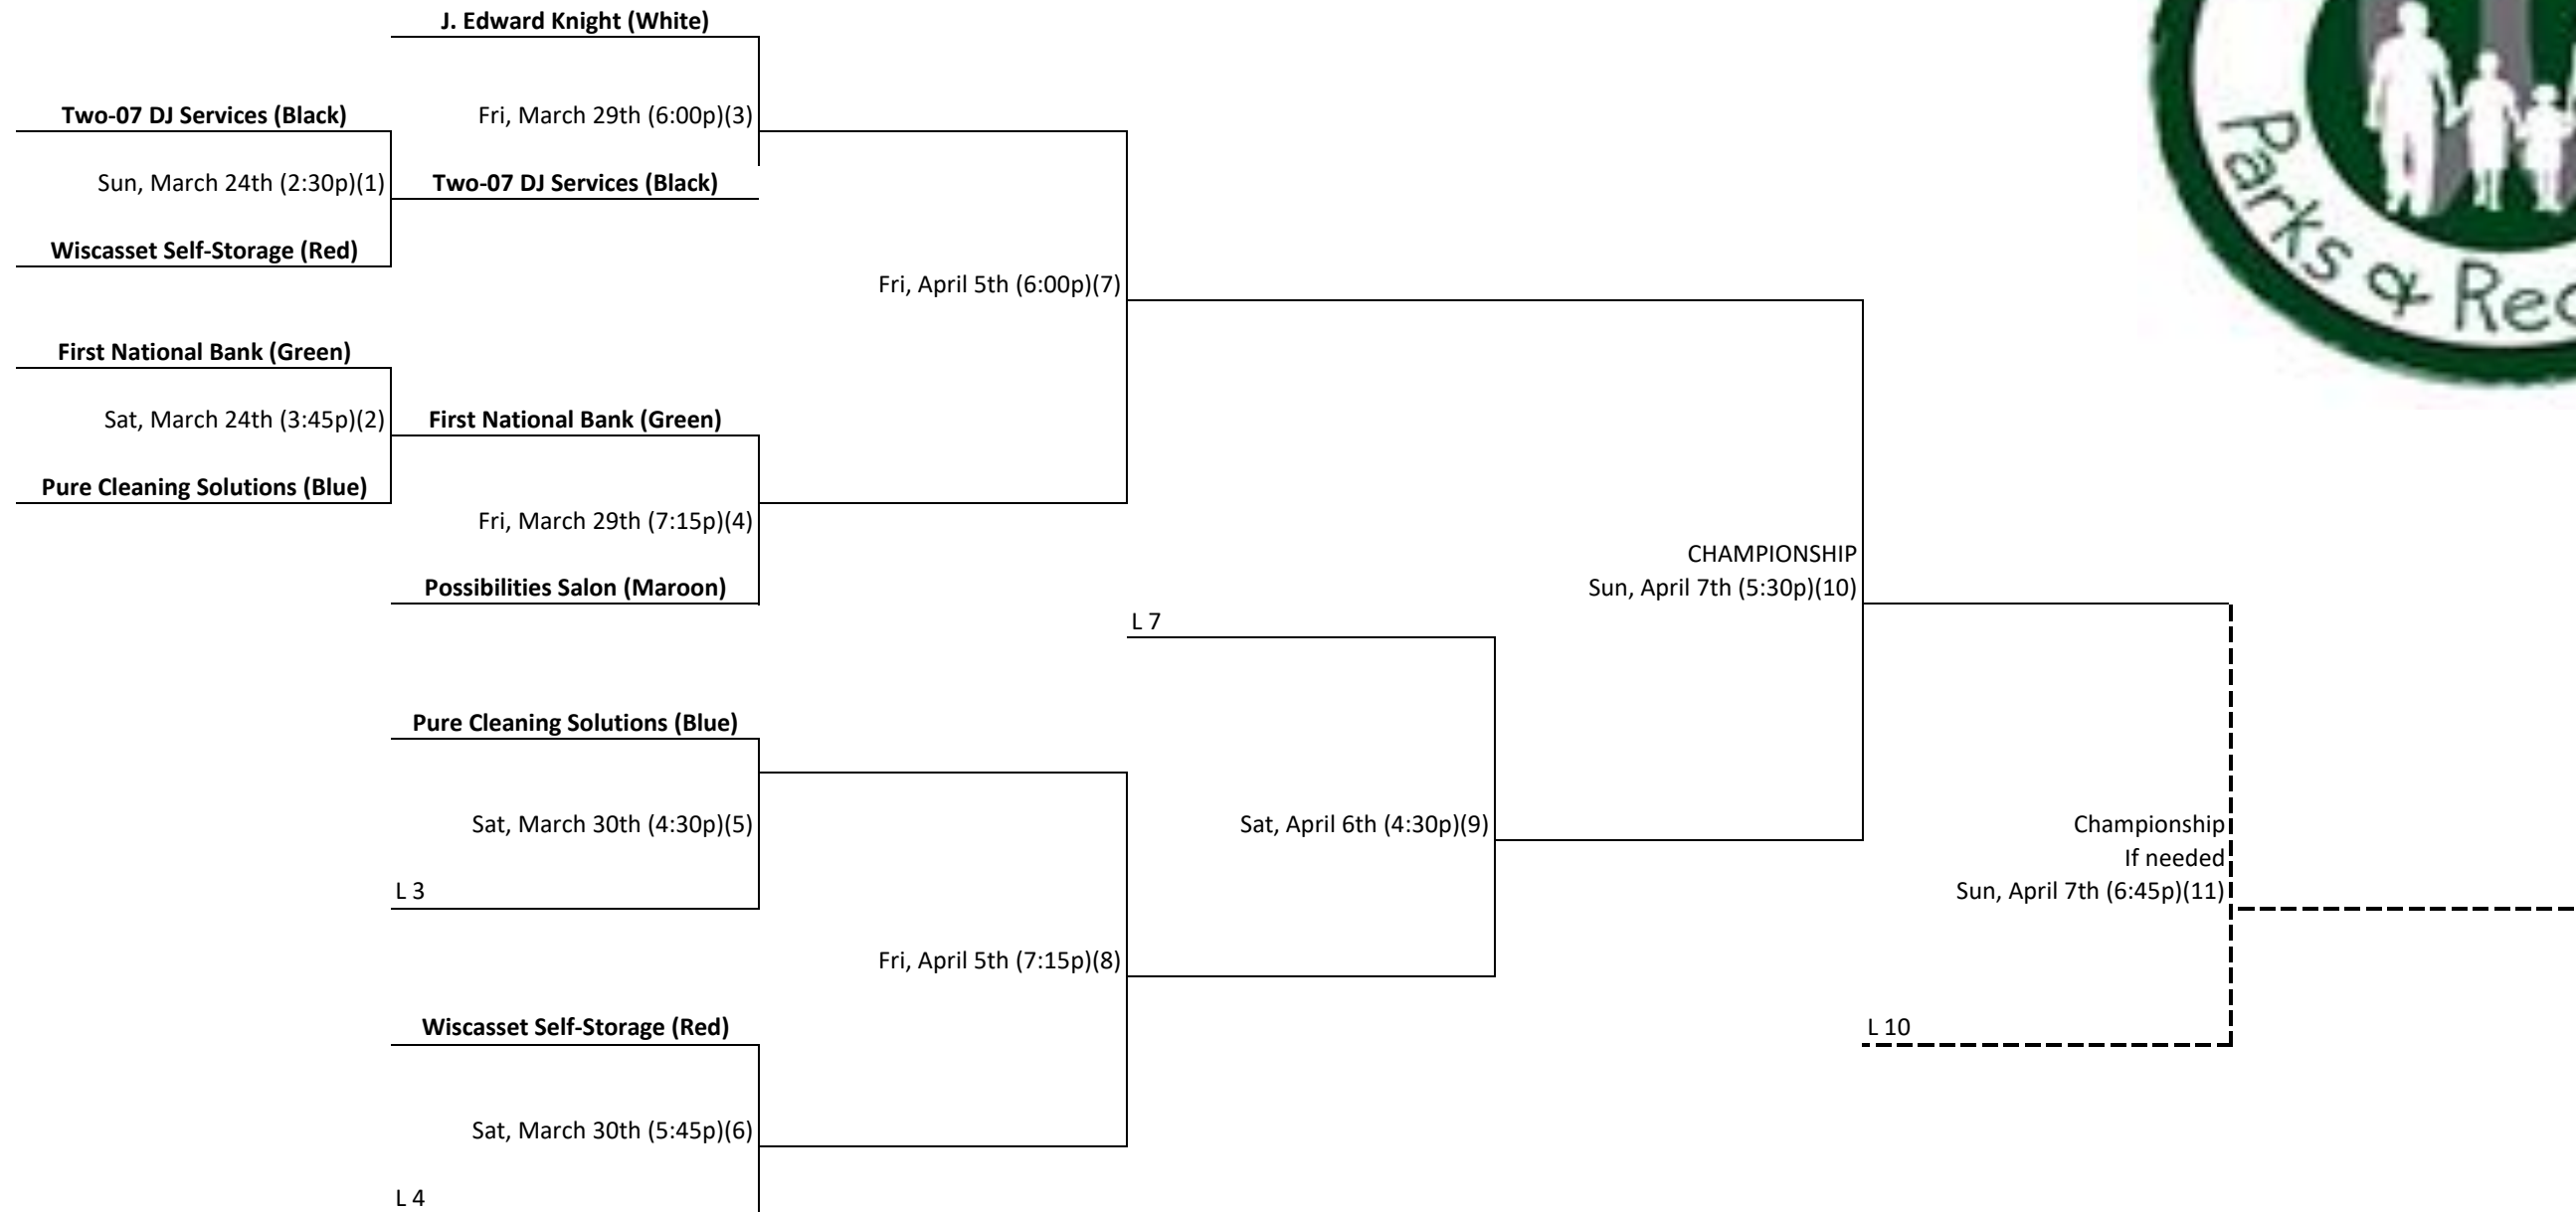 J. Edward Knight (White)
Two-07 DJ Services (Black)
Fri, March 29th (6:00p)(3)
Sun, March 24th (2:30p)(1)
Two-07 DJ Services (Black)
Wiscasset Self-Storage (Red)
Fri, April 5th (6:00p)(7)
First National Bank (Green)
Sat, March 24th (3:45p)(2)
First National Bank (Green)
Pure Cleaning Solutions (Blue)
Fri, March 29th (7:15p)(4)
Possibilities Salon (Maroon)
CHAMPIONSHIP
Sun, April 7th (5:30p)(10)
L 7
Pure Cleaning Solutions (Blue)
Sat, March 30th (4:30p)(5)
L 3
Sat, April 6th (4:30p)(9)
Championship
If needed
Sun, April 7th (6:45p)(11)
Fri, April 5th (7:15p)(8)
Wiscasset Self-Storage (Red)
L 10
Sat, March 30th (5:45p)(6)
L 4
Parks & Rec